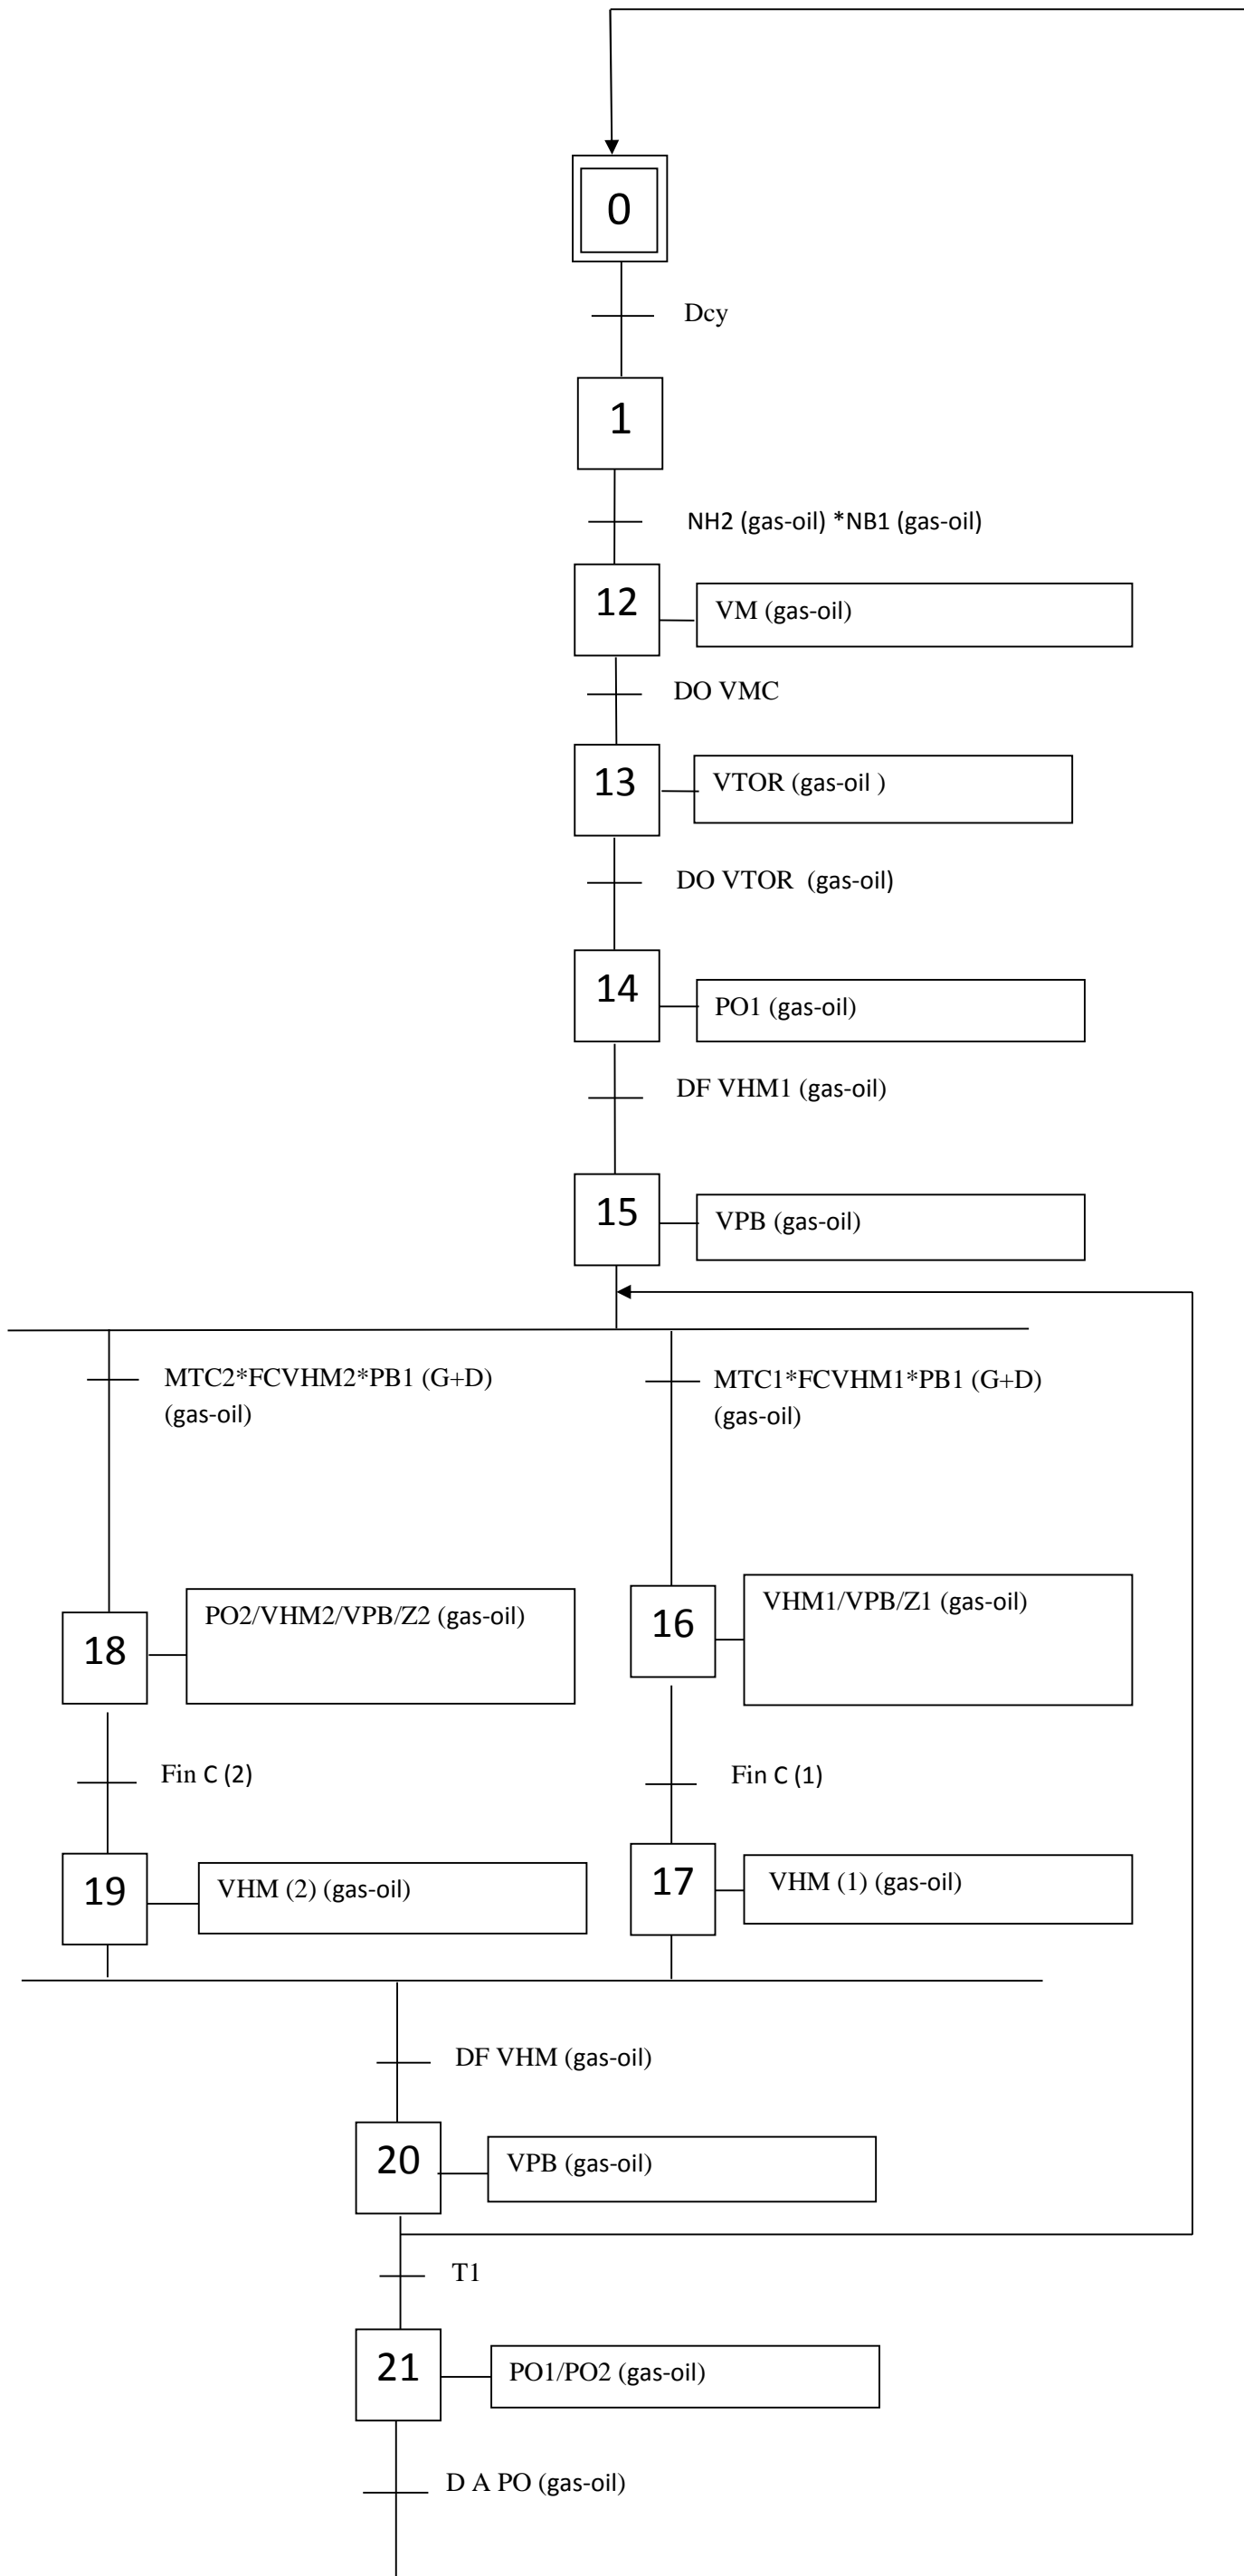 0
Dcy
1
NH2 (gas-oil) *NB1 (gas-oil)
12
VM (gas-oil)
DO VMC
13
VTOR (gas-oil )
DO VTOR (gas-oil)
14
PO1 (gas-oil)
DF VHM1 (gas-oil)
15
VPB (gas-oil)
MTC2*FCVHM2*PB1 (G+D)
(gas-oil)
MTC1*FCVHM1*PB1 (G+D)
(gas-oil)
18
PO2/VHM2/VPB/Z2 (gas-oil)
16
VHM1/VPB/Z1 (gas-oil)
Fin C (2)
Fin C (1)
19
VHM (2) (gas-oil)
17
VHM (1) (gas-oil)
DF VHM (gas-oil)
20
VPB (gas-oil)
T1
21
PO1/PO2 (gas-oil)
D A PO (gas-oil)